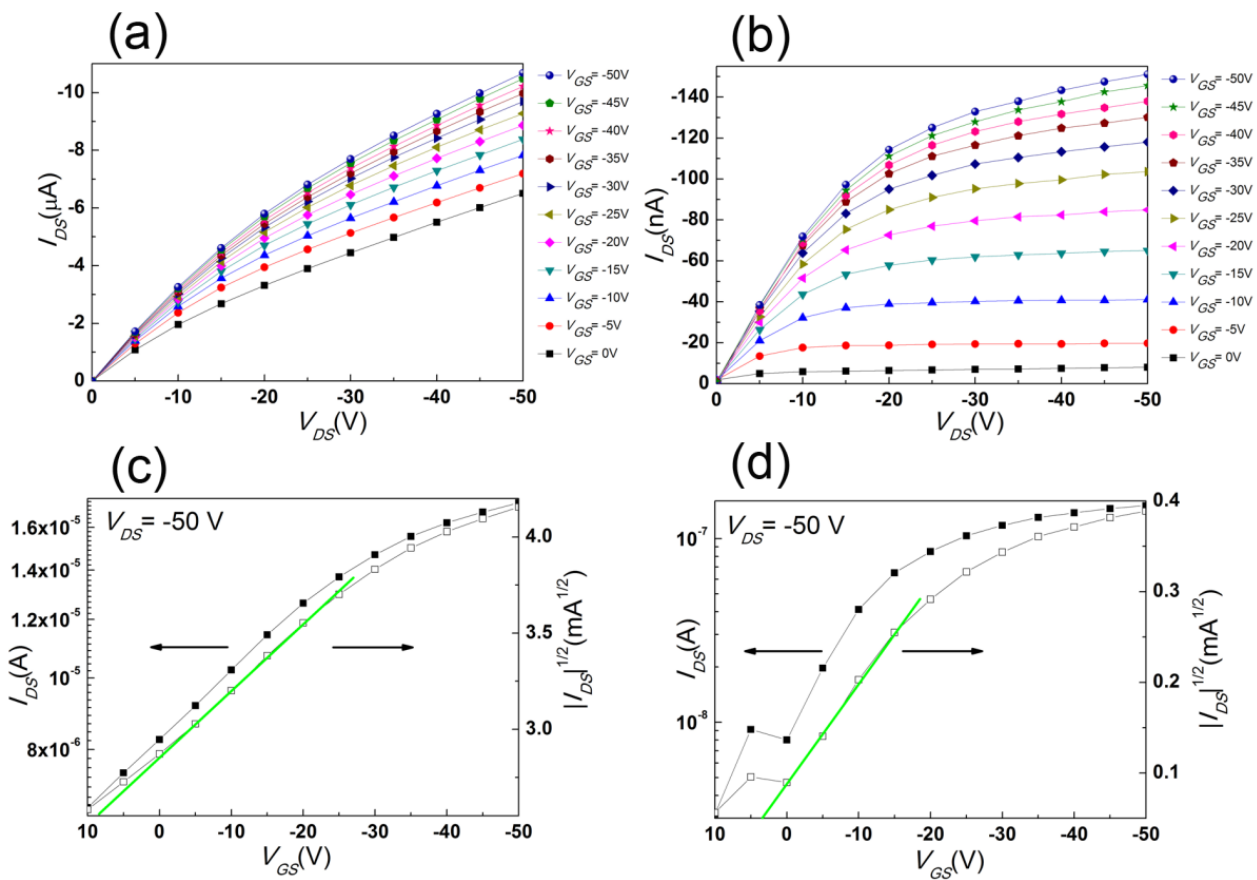 (a)
I_DS(μA)
-10
-8
-6
-4
-2
0
0 -10 -20 -30 -40 -50
V_DS(V)
V_GS= -50V
V_GS= -45V
V_GS= -40V
V_GS= -35V
V_GS= -30V
V_GS= -25V
V_GS= -20V
V_GS= -15V
V_GS= -10V
V_GS= -5V
V_GS= 0V
(b)
I_DS(nA)
-140
-120
-100
-80
-60
-40
-20
0
0 -10 -20 -30 -40 -50
V_DS(V)
V_GS= -50V
V_GS= -45V
V_GS= -40V
V_GS= -35V
V_GS= -30V
V_GS= -25V
V_GS= -20V
V_GS= -15V
V_GS= -10V
V_GS= -5V
V_GS= 0V
(c)
V_DS= -50 V
I_DS(A)
1.6x10^-5
1.4x10^-5
1.2x10^-5
10^-5
8x10^-6
4.0
3.5
3.0
|I_DS|^1/2(mA^1/2)
10 0 -10 -20 -30 -40 -50
V_GS(V)
(d)
V_DS= -50 V
I_DS(A)
10^-7
10^-8
0.4
0.3
0.2
0.1
|I_DS|^1/2(mA^1/2)
10 0 -10 -20 -30 -40 -50
V_GS(V)